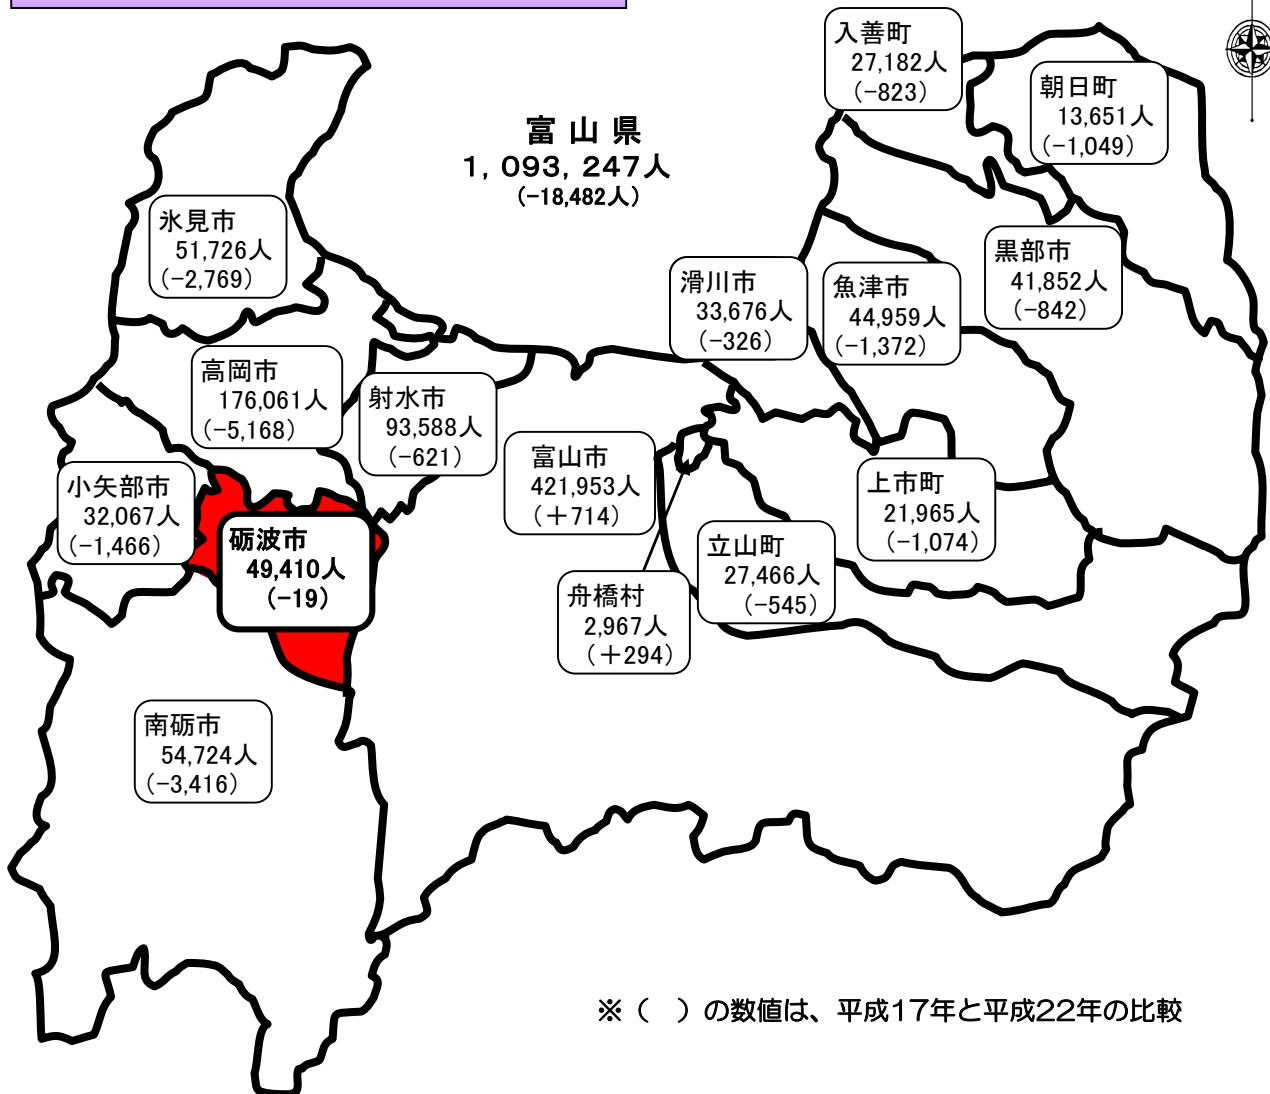 入善町
27,182人
(-823)
朝日町
13,651人
(-1,049)
富 山 県
1,093,247人
(-18,482人)
氷見市
51,726人
(-2,769)
黒部市
41,852人
(-842)
滑川市
33,676人
(-326)
魚津市
44,959人
(-1,372)
高岡市
176,061人
(-5,168)
射水市
93,588人
(-621)
富山市
421,953人
(＋714)
小矢部市
32,067人
(-1,466)
上市町
21,965人
(-1,074)
砺波市
49,410人
(-19)
立山町
27,466人
(-545)
舟橋村
2,967人
(＋294)
南砺市
54,724人
(-3,416)
※（　）の数値は、平成17年と平成22年の比較